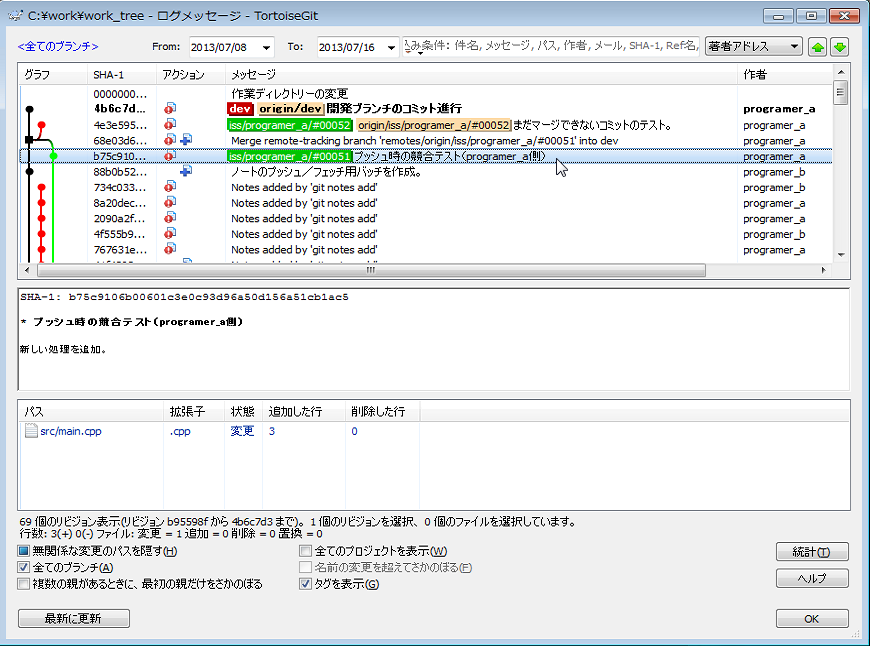 C:¥work¥work_tree - ログメッセージ - TortoiseGit
<全てのブランチ> From: 2013/07/08 To: 2013/07/16 込み条件: 件名, メッセージ, パス, 作者, メール, SHA-1, Ref名, 著者アドレス
グラフ SHA-1 アクション メッセージ 作者
0000000... 作業ディレクトリーの変更
4b6c7d... dev origin/dev 開発ブランチのコミット進行 programer_a
4e3e595... iss/programer_a/#00052 origin/iss/programer_a/#00052 まだマージできないコミットのテスト。 programer_a
68e03d6... Merge remote-tracking branch 'remotes/origin/iss/programer_a/#00051' into dev programer_a
b75c910... iss/programer_a/#00051 プッシュ時の競合テスト(programer_a側) programer_a
88b0b52... ノートのプッシュ/フェッチ用バッチを作成。 programer_b
734c033... Notes added by 'git notes add' programer_b
8a20dec... Notes added by 'git notes add' programer_a
2090a2f... Notes added by 'git notes add' programer_a
4f555b9... Notes added by 'git notes add' programer_b
767631e... Notes added by 'git notes add' programer_a
SHA-1: b75c9106b00601c3e0c93d96a50d156a51cb1ac5
* プッシュ時の競合テスト(programer_a側)
新しい処理を追加。
パス 拡張子 状態 追加した行 削除した行
src/main.cpp .cpp 変更 3 0
69 個のリビジョン表示(リビジョン b95598f から 4b6c7d3 まで)。1 個のリビジョンを選択、0 個のファイルを選択しています。
行数: 3(+) 0(-) ファイル: 変更 = 1 追加 = 0 削除 = 0 置換 = 0
無関係な変更のパスを隠す(H) 全てのプロジェクトを表示(W) 統計(T)
全てのブランチ(A) 名前の変更を超えてさかのぼる(F)
複数の親があるときに、最初の親だけをさかのぼる タグを表示(G) ヘルプ
最新に更新 OK